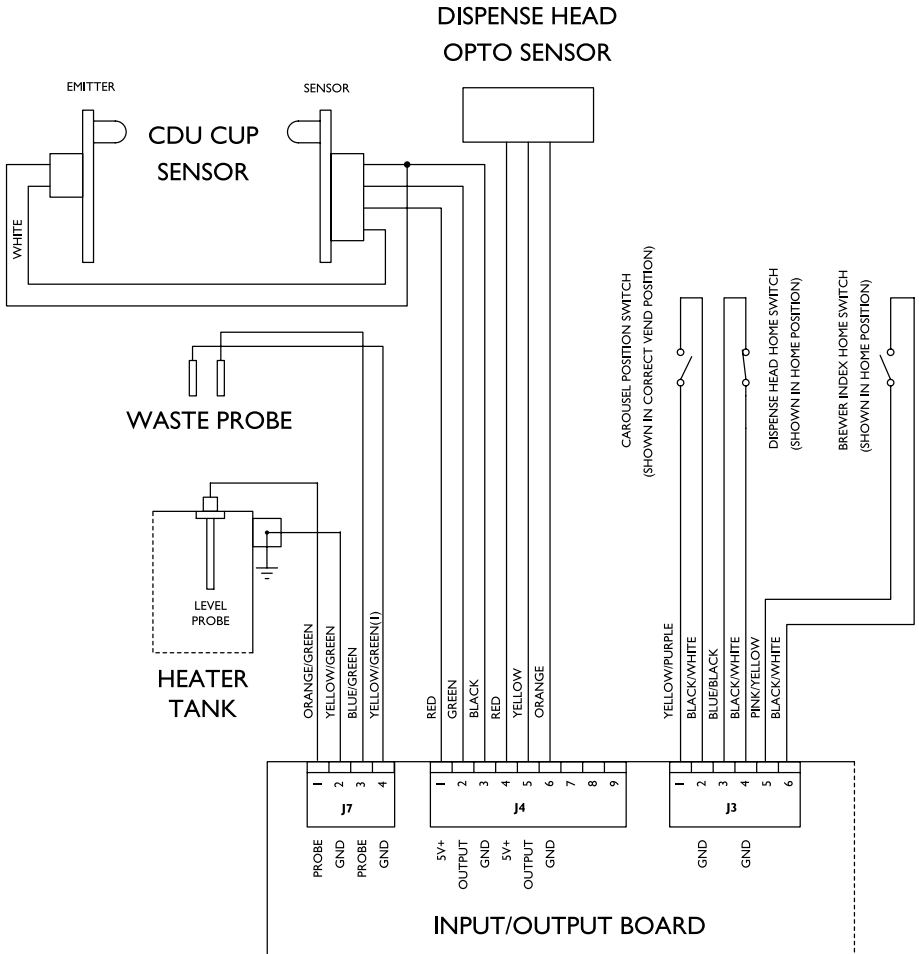 DISPENSE HEAD
OPTO SENSOR
EMITTER
SENSOR
CDU CUP
SENSOR
WHITE
CAROUSEL POSITION SWITCH
(SHOWN IN CORRECT VEND POSITION)
DISPENSE HEAD HOME SWITCH
(SHOWN IN HOME POSITION)
BREWER INDEX HOME SWITCH
(SHOWN IN HOME POSITION)
WASTE PROBE
LEVEL
PROBE
HEATER
TANK
ORANGE/GREEN
YELLOW/GREEN
BLUE/GREEN
YELLOW/GREEN(1)
RED
GREEN
BLACK
RED
YELLOW
ORANGE
YELLOW/PURPLE
BLACK/WHITE
BLUE/BLACK
BLACK/WHITE
PINK/YELLOW
BLACK/WHITE
1 2 3 4
J7
1 2 3 4 5 6 7 8 9
J4
1 2 3 4 5 6
J3
PROBE
GND
PROBE
GND
5V+
OUTPUT
GND
5V+
OUTPUT
GND
GND
GND
INPUT/OUTPUT BOARD